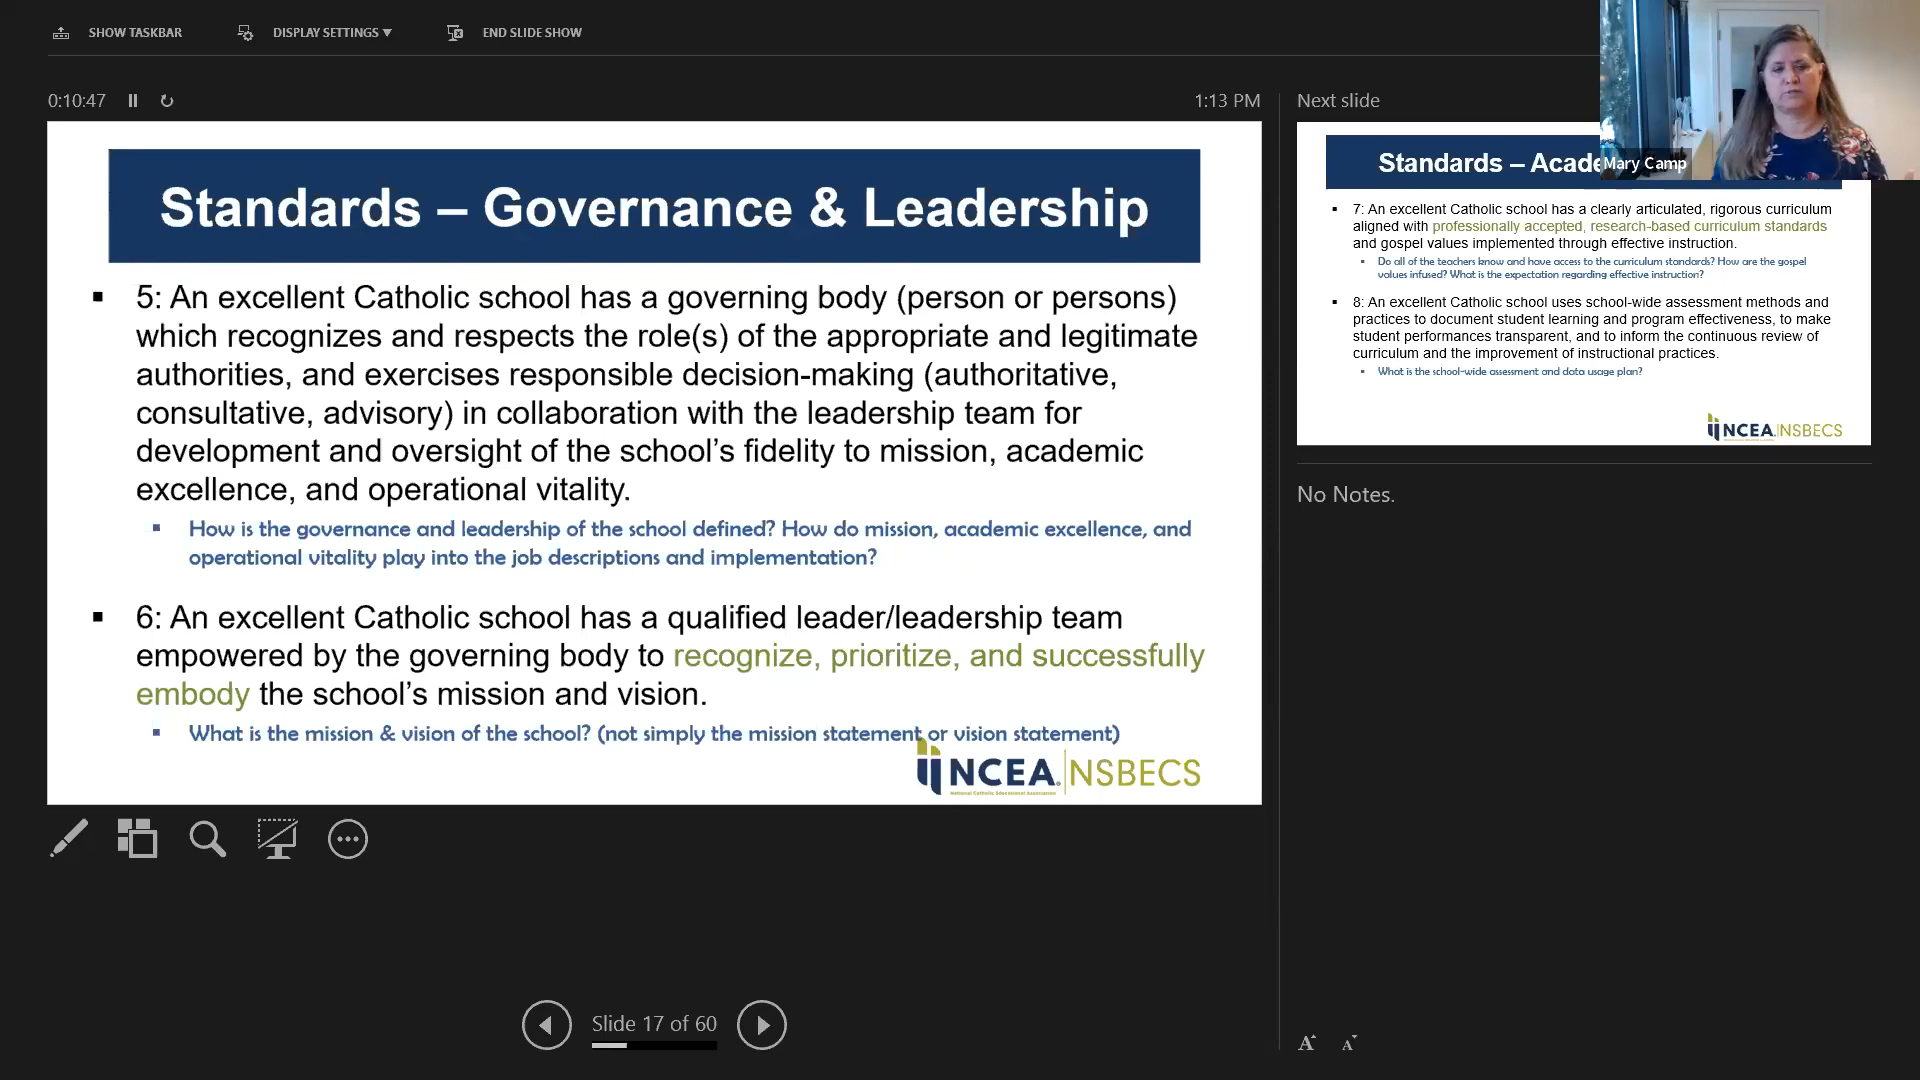 SHOW TASKBAR
DISPLAY SETTINGS ▼
END SLIDE SHOW
0:10:47
1:13 PM
Standards – Governance & Leadership
▪ 5: An excellent Catholic school has a governing body (person or persons)
which recognizes and respects the role(s) of the appropriate and legitimate
authorities, and exercises responsible decision-making (authoritative,
consultative, advisory) in collaboration with the leadership team for
development and oversight of the school’s fidelity to mission, academic
excellence, and operational vitality.
▪ How is the governance and leadership of the school defined? How do mission, academic excellence, and
operational vitality play into the job descriptions and implementation?
▪ 6: An excellent Catholic school has a qualified leader/leadership team
empowered by the governing body to recognize, prioritize, and successfully
embody the school’s mission and vision.
▪ What is the mission & vision of the school? (not simply the mission statement or vision statement)
NCEA. NSBECS
National Catholic Educational Association
Slide 17 of 60
Next slide
Mary Camp
Standards – Acade
▪ 7: An excellent Catholic school has a clearly articulated, rigorous curriculum
aligned with professionally accepted, research-based curriculum standards
and gospel values implemented through effective instruction.
▪ Do all of the teachers know and have access to the curriculum standards? How are the gospel
values infused? What is the expectation regarding effective instruction?
▪ 8: An excellent Catholic school uses school-wide assessment methods and
practices to document student learning and program effectiveness, to make
student performances transparent, and to inform the continuous review of
curriculum and the improvement of instructional practices.
▪ What is the school-wide assessment and data usage plan?
NCEA. NSBECS
No Notes.
A A